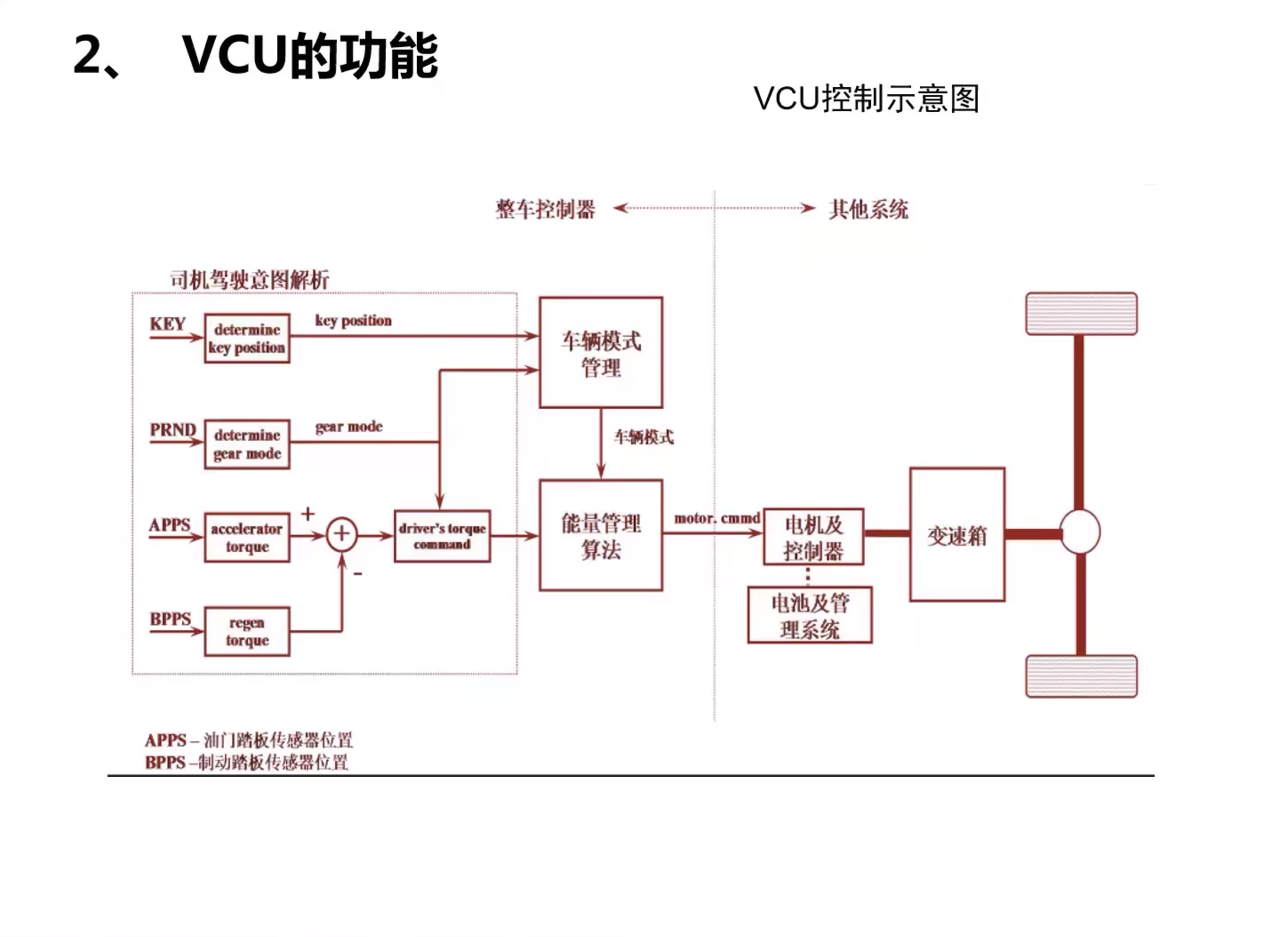 2、 VCU的功能
VCU控制示意图
整车控制器
其他系统
司机驾驶意图解析
KEY
determine
key position
key position
车辆模式
管理
PRND
determine
gear mode
gear mode
车辆模式
APPS
accelerator
torque
+
+
driver's torque
command
能量管理
算法
motor. cmmd
电机及
控制器
变速箱
-
BPPS
regen
torque
电池及管
理系统
APPS – 油门踏板传感器位置
BPPS –制动踏板传感器位置